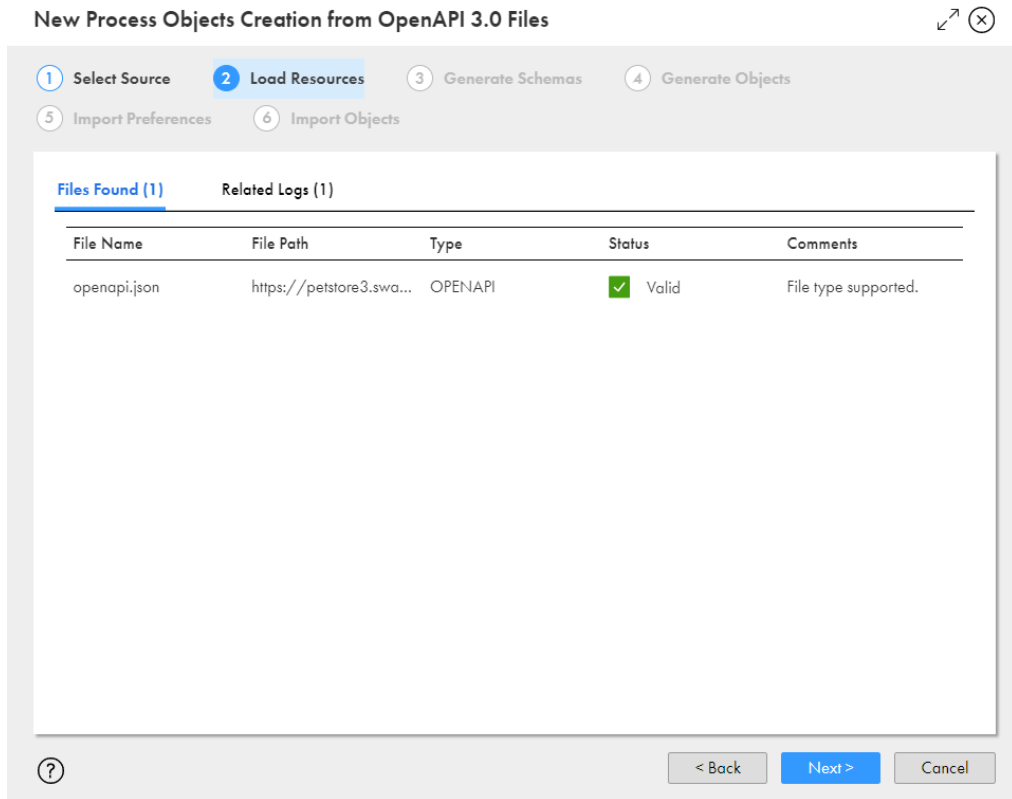 New Process Objects Creation from OpenAPI 3.0 Files
1 Select Source 2 Load Resources 3 Generate Schemas 4 Generate Objects
5 Import Preferences 6 Import Objects
Files Found (1) Related Logs (1)
File Name File Path Type Status Comments
openapi.json https://petstore3.swa... OPENAPI Valid File type supported.
? < Back Next > Cancel